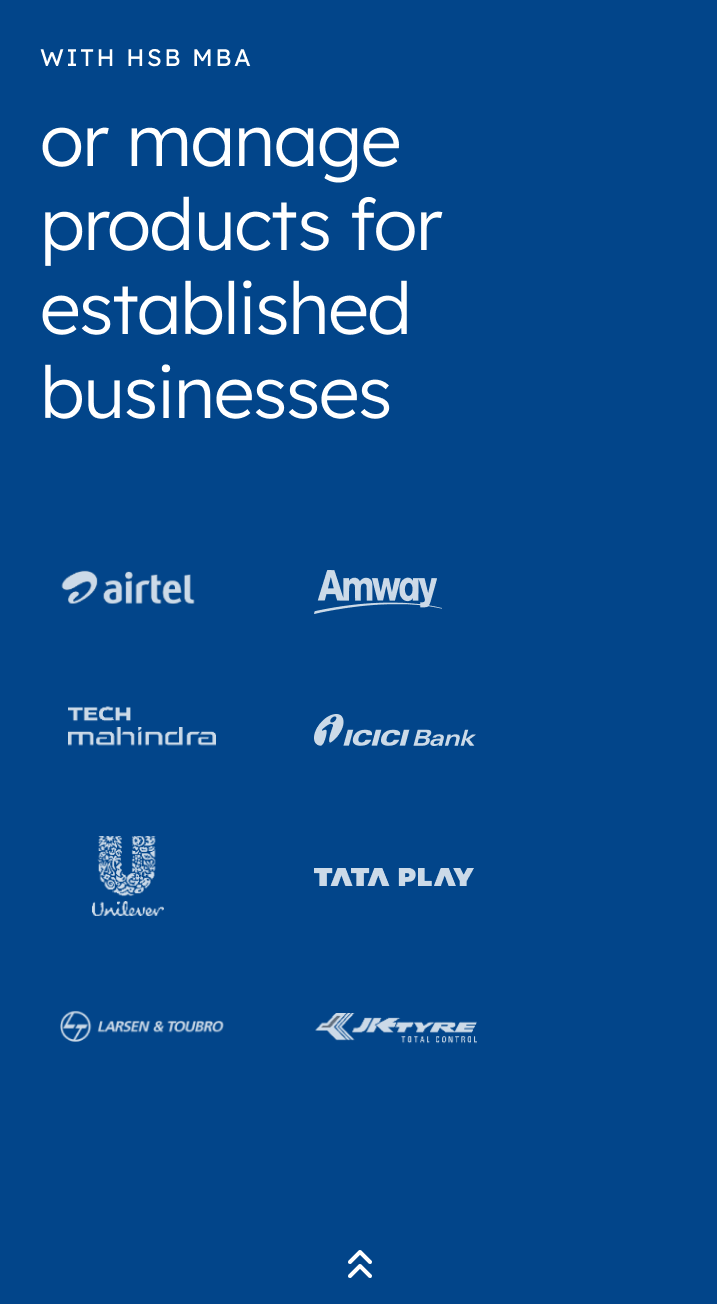 WITH HSB MBA
or manage
products for
established
businesses
airtel
Amway
TECH
mahindra
ICICI Bank
Unilever
TATA PLAY
LARSEN & TOUBRO
JK TYRE
TOTAL CONTROL